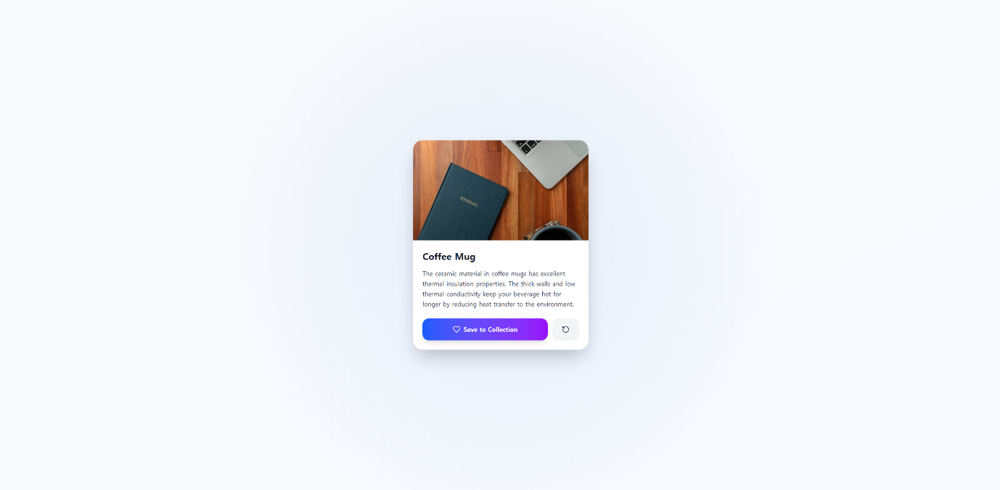 JOURNAL
Coffee Mug
The ceramic material in coffee mugs has excellent
thermal insulation properties. The thick walls and low
thermal conductivity keep your beverage hot for
longer by reducing heat transfer to the environment.
Save to Collection